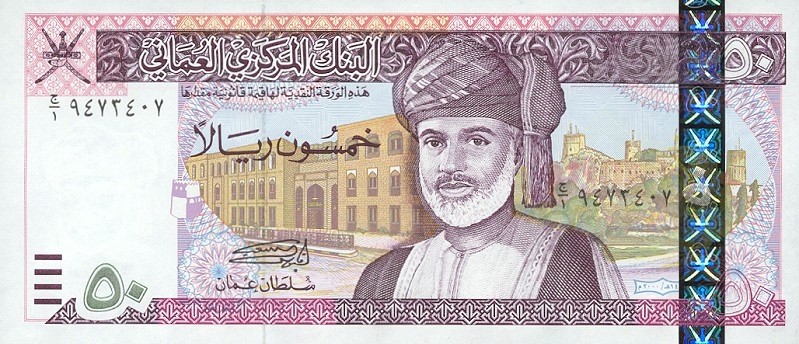 البنك المركزي العماني
٥٠
هذه الورقة النقدية لها قيمة قانونية مقدارها
ج/١ ٩٤٧٣٤٠٧
خمسون ريالاً
ج/١ ٩٤٧٣٤٠٧
سلطان عمان
٥٠
٥٠